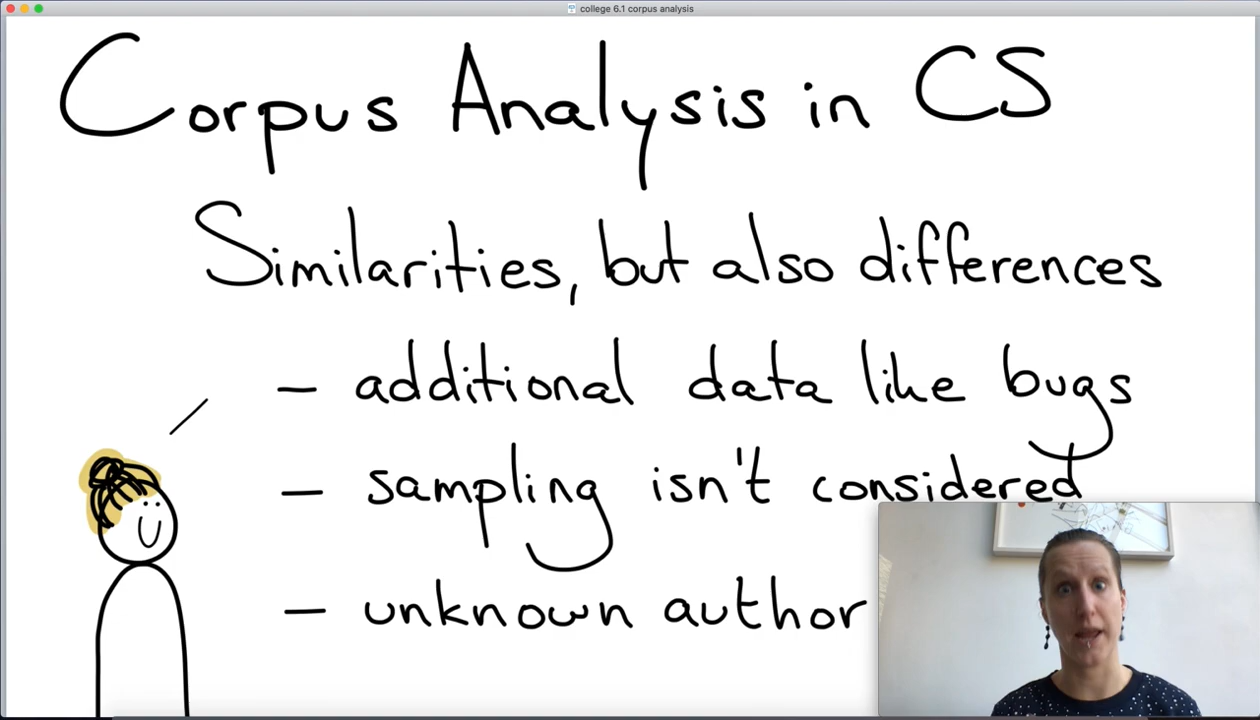 college 6.1 corpus analysis
Corpus Analysis in CS
Similarities, but also differences
– additional data like bugs
– sampling isn't considered
– unknown author